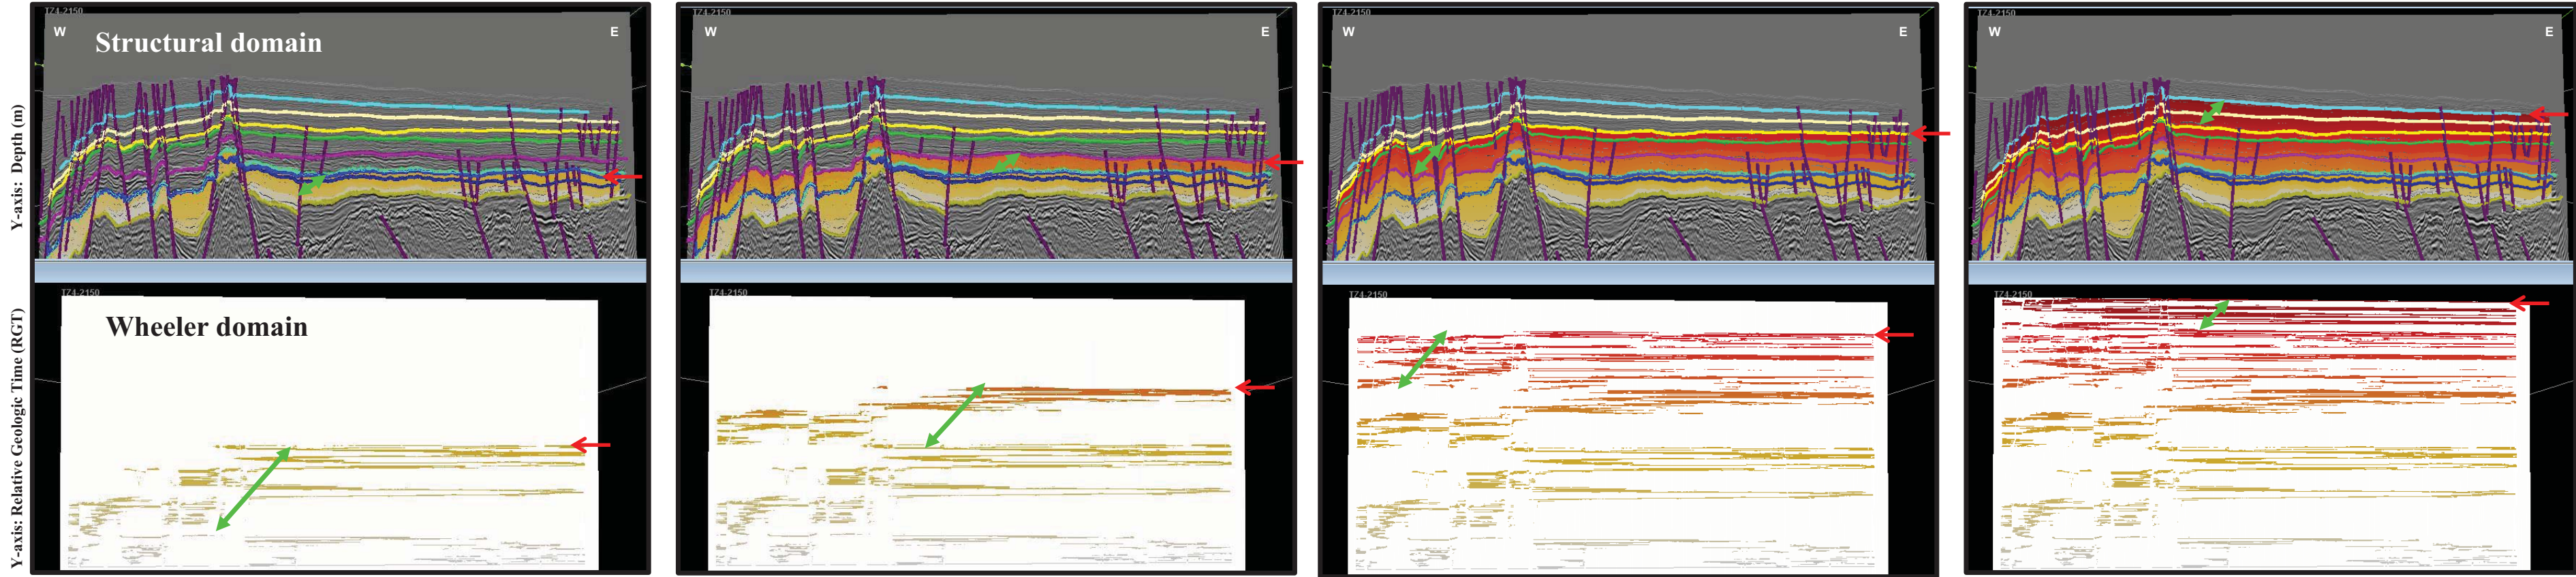 TZ4-2150
W
E
Structural domain
TZ4-2150
W
E
TZ4-2150
W
E
TZ4-2150
W
E
Y-axis: Depth (m)
TZ4-2150
Wheeler domain
TZ4-2150
TZ4-2150
TZ4-2150
Y-axis: Relative Geologic Time (RGT)